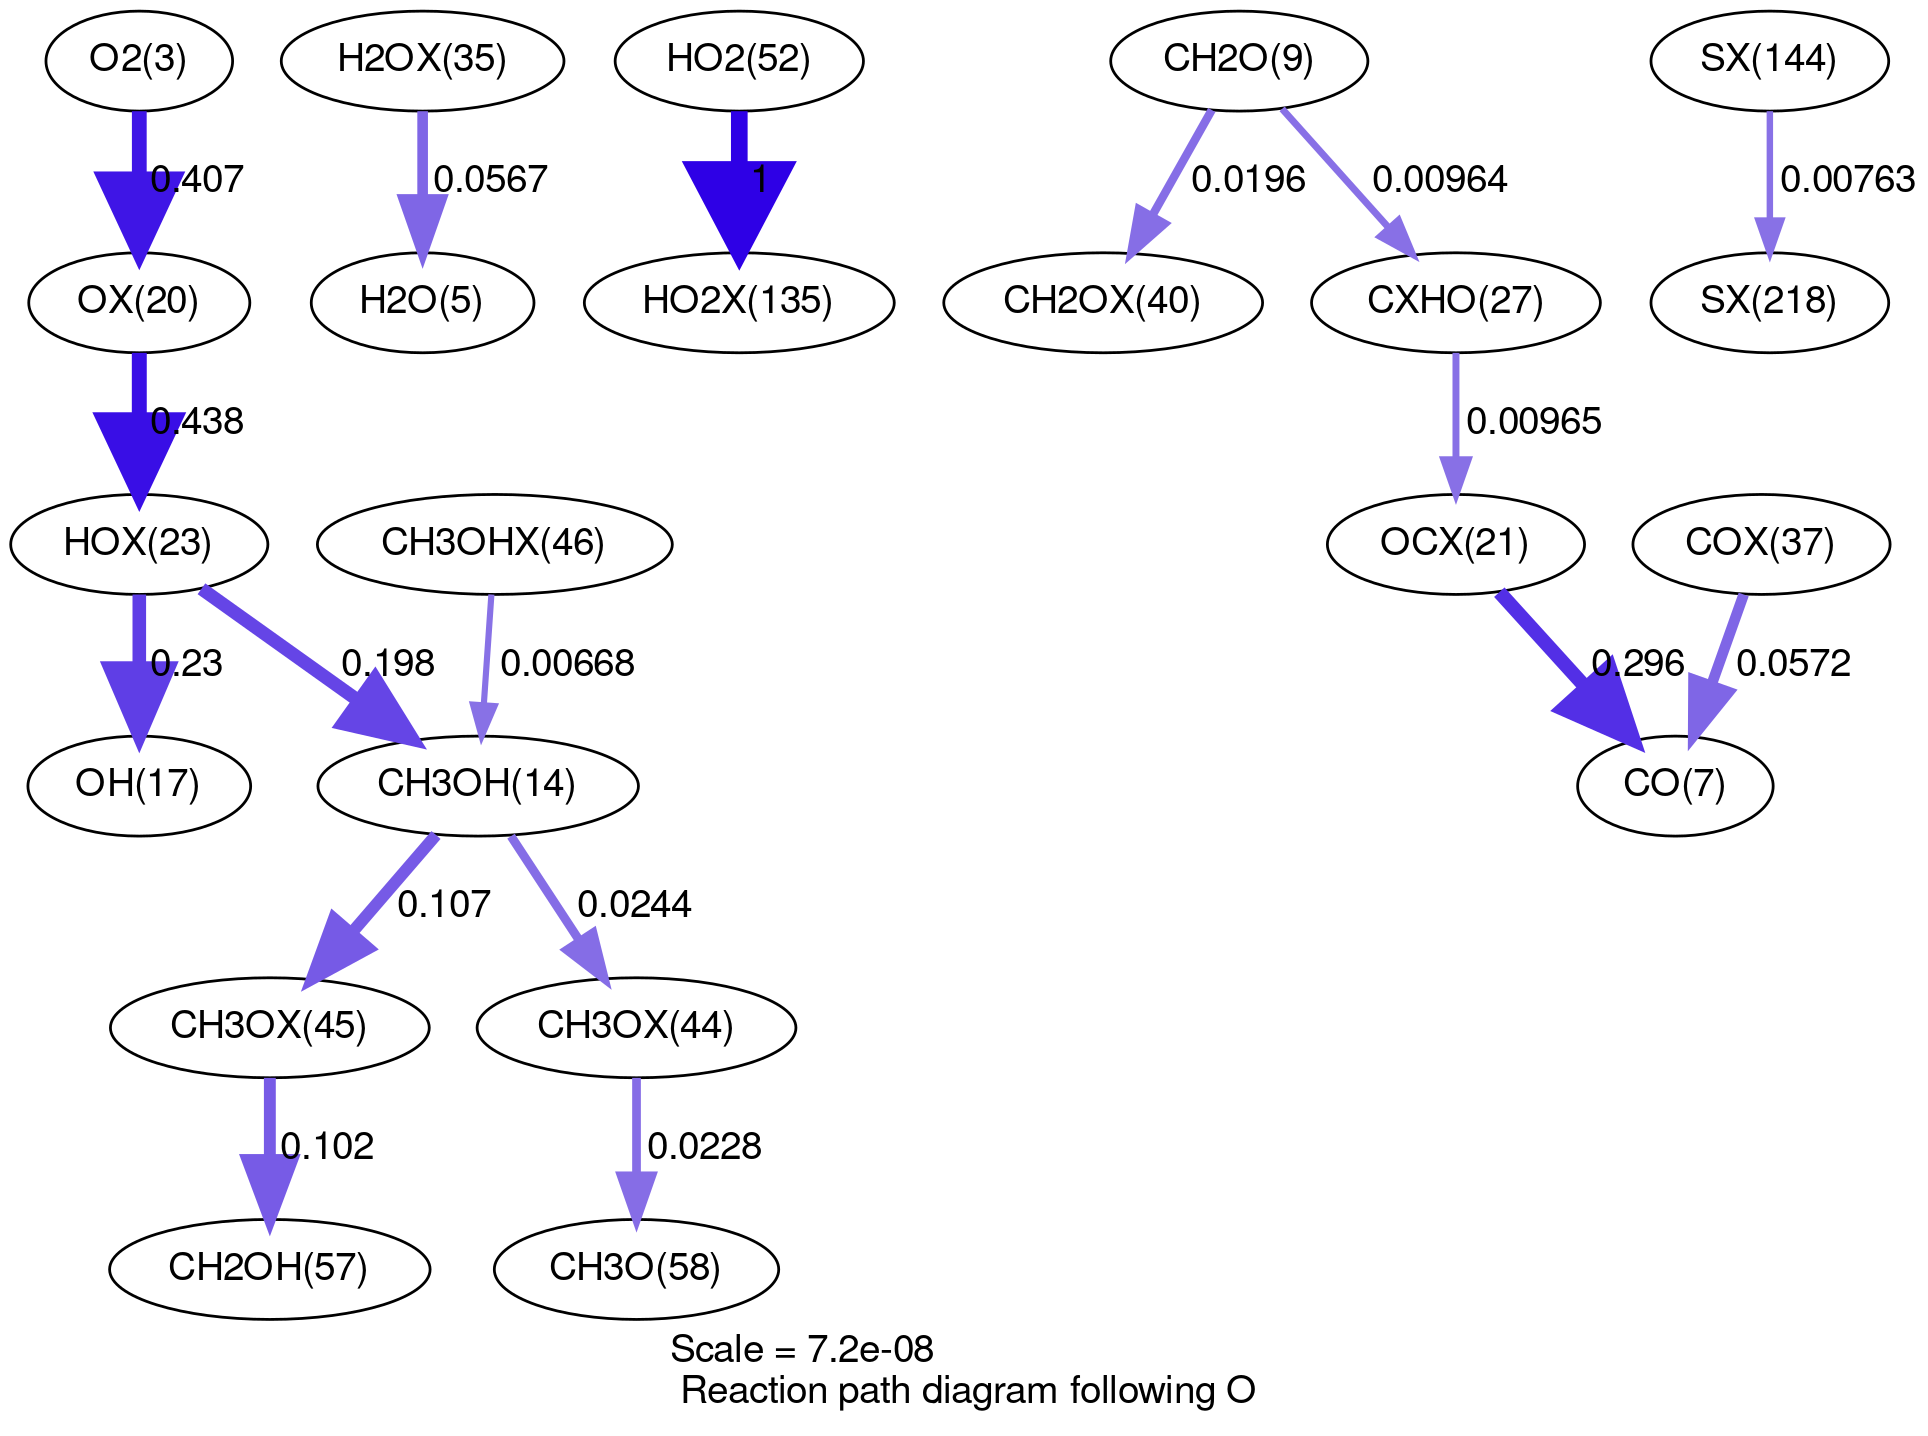 O2(3)
H2OX(35)
HO2(52)
CH2O(9)
SX(144)
0.407
0.0567
1
0.0196
0.00964
0.00763
OX(20)
H2O(5)
HO2X(135)
CH2OX(40)
CXHO(27)
SX(218)
0.438
0.00965
HOX(23)
CH3OHX(46)
OCX(21)
COX(37)
0.23
0.198
0.00668
0.296
0.0572
OH(17)
CH3OH(14)
CO(7)
0.107
0.0244
CH3OX(45)
CH3OX(44)
0.102
0.0228
CH2OH(57)
CH3O(58)
Scale = 7.2e-08
Reaction path diagram following O